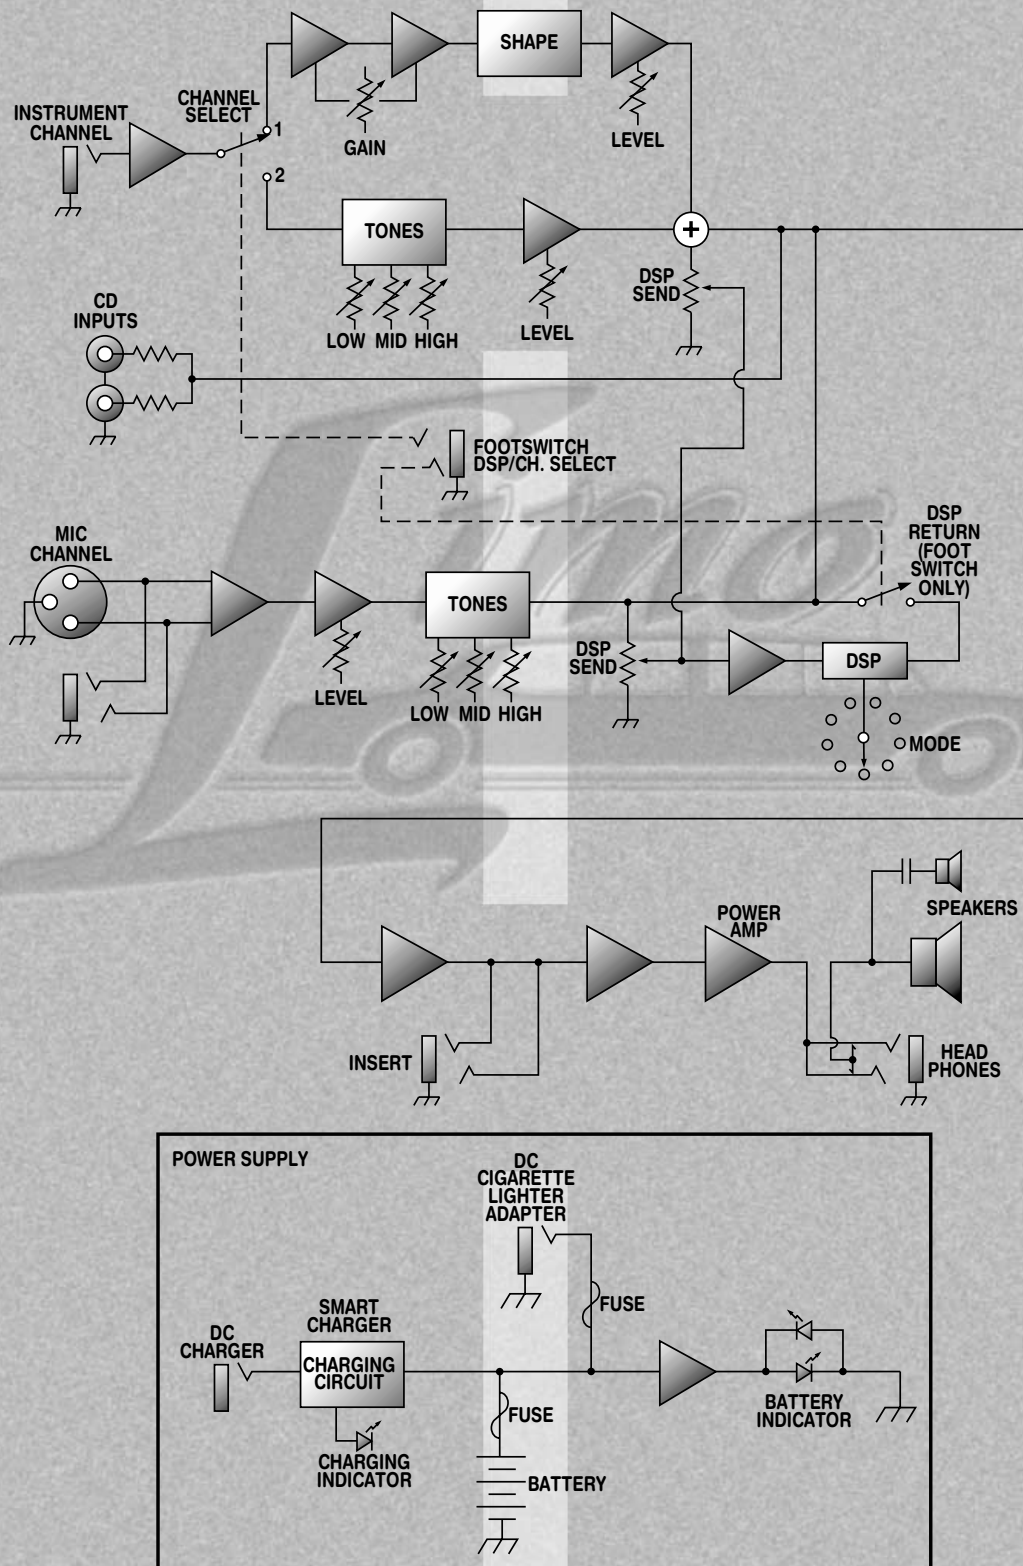 SHAPE
CHANNEL
SELECT
INSTRUMENT
CHANNEL
1
GAIN
LEVEL
2
TONES
+
DSP
SEND
CD
INPUTS
LOW MID HIGH
LEVEL
FOOTSWITCH
DSP/CH. SELECT
MIC
CHANNEL
DSP
RETURN
(FOOT
SWITCH
ONLY)
TONES
DSP
SEND
DSP
LEVEL
LOW MID HIGH
MODE
Limo
SPEAKERS
POWER
AMP
INSERT
HEAD
PHONES
POWER SUPPLY
DC
CIGARETTE
LIGHTER
ADAPTER
FUSE
SMART
CHARGER
DC
CHARGER
CHARGING
CIRCUIT
BATTERY
INDICATOR
FUSE
CHARGING
INDICATOR
BATTERY